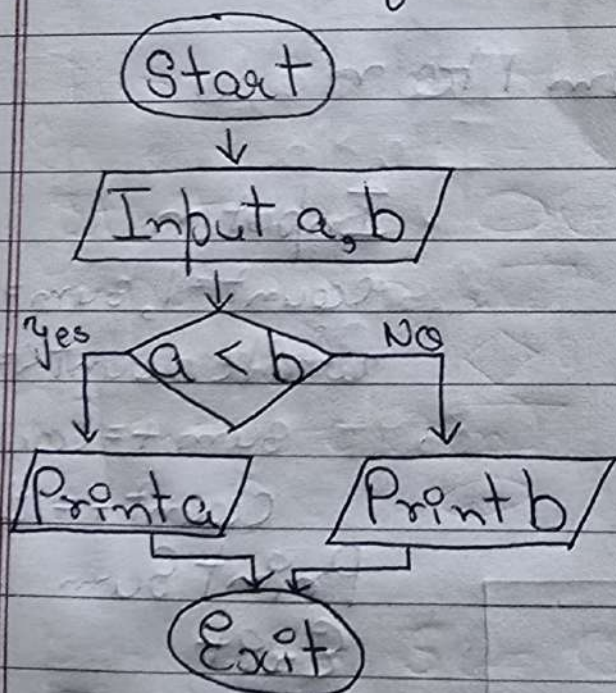 Start
Input a, b
Yes
No
a < b
Print a
Print b
Exit